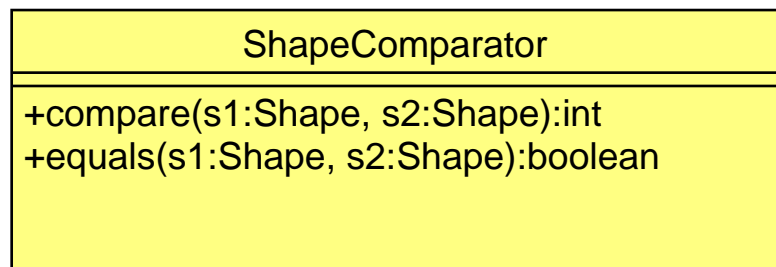 ShapeComparator
+compare(s1:Shape, s2:Shape):int
+equals(s1:Shape, s2:Shape):boolean